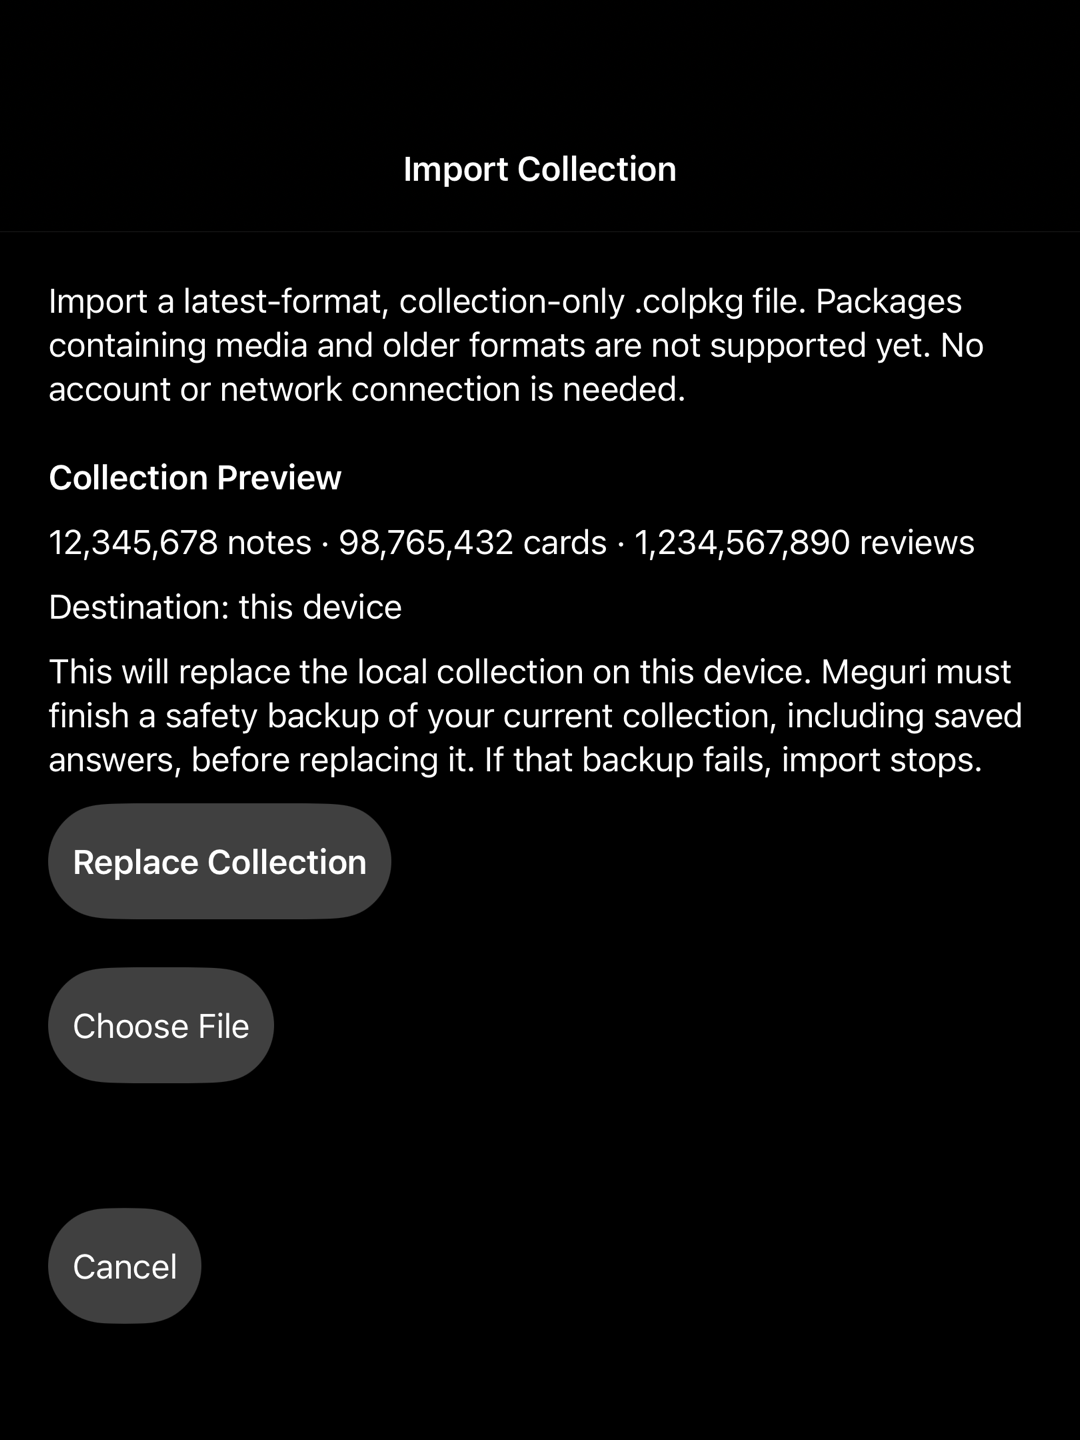 Import Collection
Import a latest-format, collection-only .colpkg file. Packages
containing media and older formats are not supported yet. No
account or network connection is needed.
Collection Preview
12,345,678 notes · 98,765,432 cards · 1,234,567,890 reviews
Destination: this device
This will replace the local collection on this device. Meguri must
finish a safety backup of your current collection, including saved
answers, before replacing it. If that backup fails, import stops.
Replace Collection
Choose File
Cancel